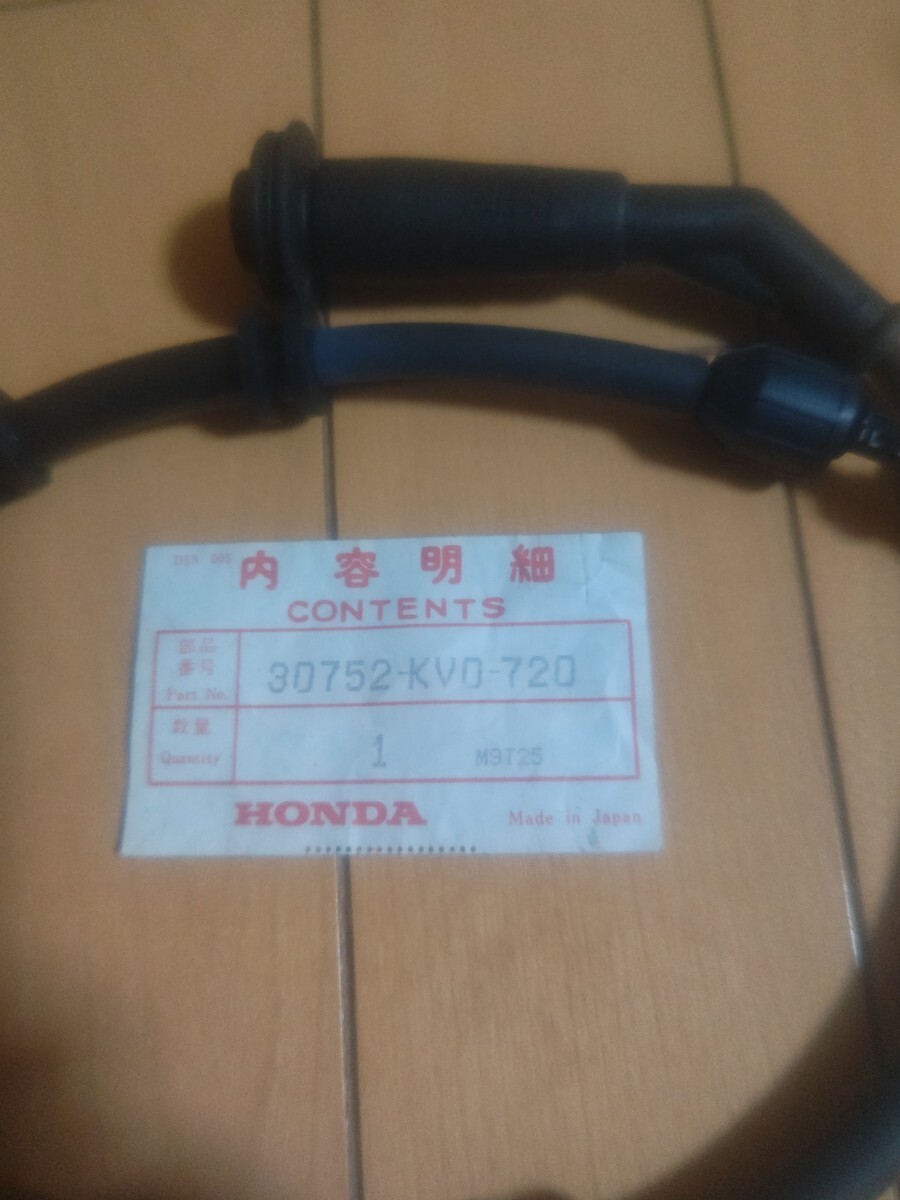 内容明細
CONTENTS
部品
番号
Part No.
30752-KV0-720
数量
Quantity
1
M9T25
HONDA
Made in Japan